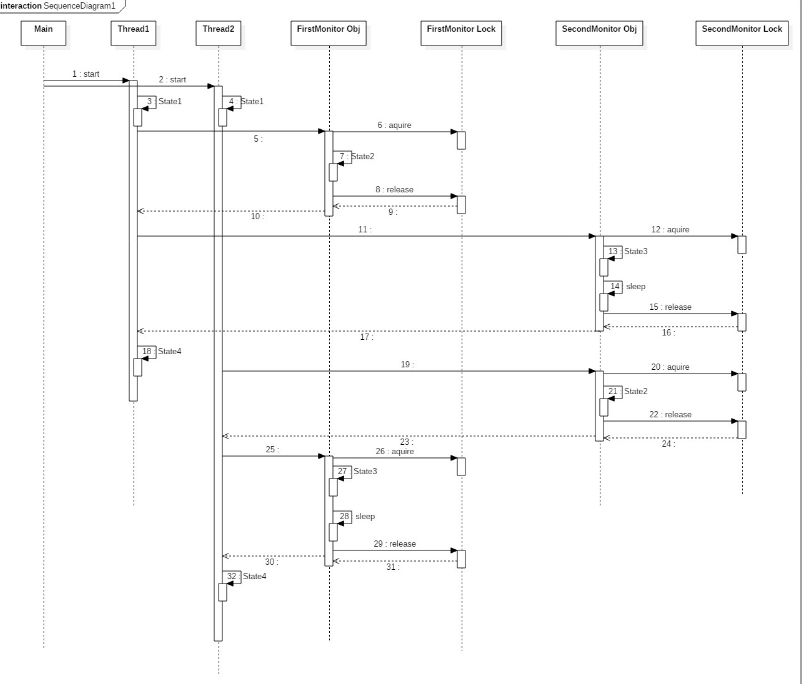 interaction SequenceDiagram1
Main
Thread1
Thread2
FirstMonitor Obj
FirstMonitor Lock
SecondMonitor Obj
SecondMonitor Lock
1 : start
2 : start
3 : State1
4 : State1
5 :
6 : aquire
7 : State2
8 : release
9 :
10 :
11 :
12 : aquire
13 : State3
14 : sleep
15 : release
16 :
17 :
18 : State4
19 :
20 : aquire
21 : State2
22 : release
23 :
24 :
25 :
26 : aquire
27 : State3
28 : sleep
29 : release
30 :
31 :
32 : State4